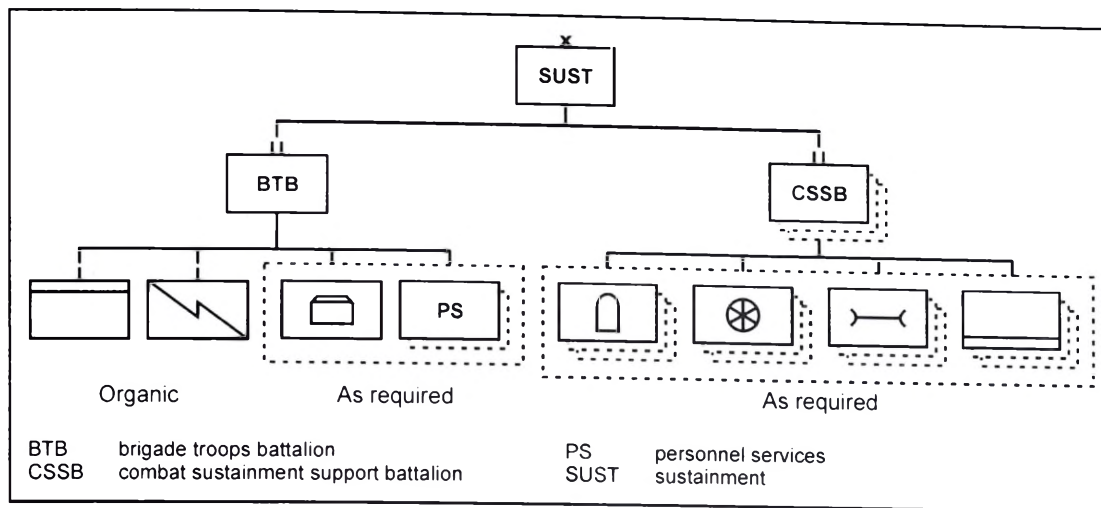 x
SUST
BTB
CSSB
PS
Organic
As required
As required
BTB brigade troops battalion
CSSB combat sustainment support battalion
PS personnel services
SUST sustainment